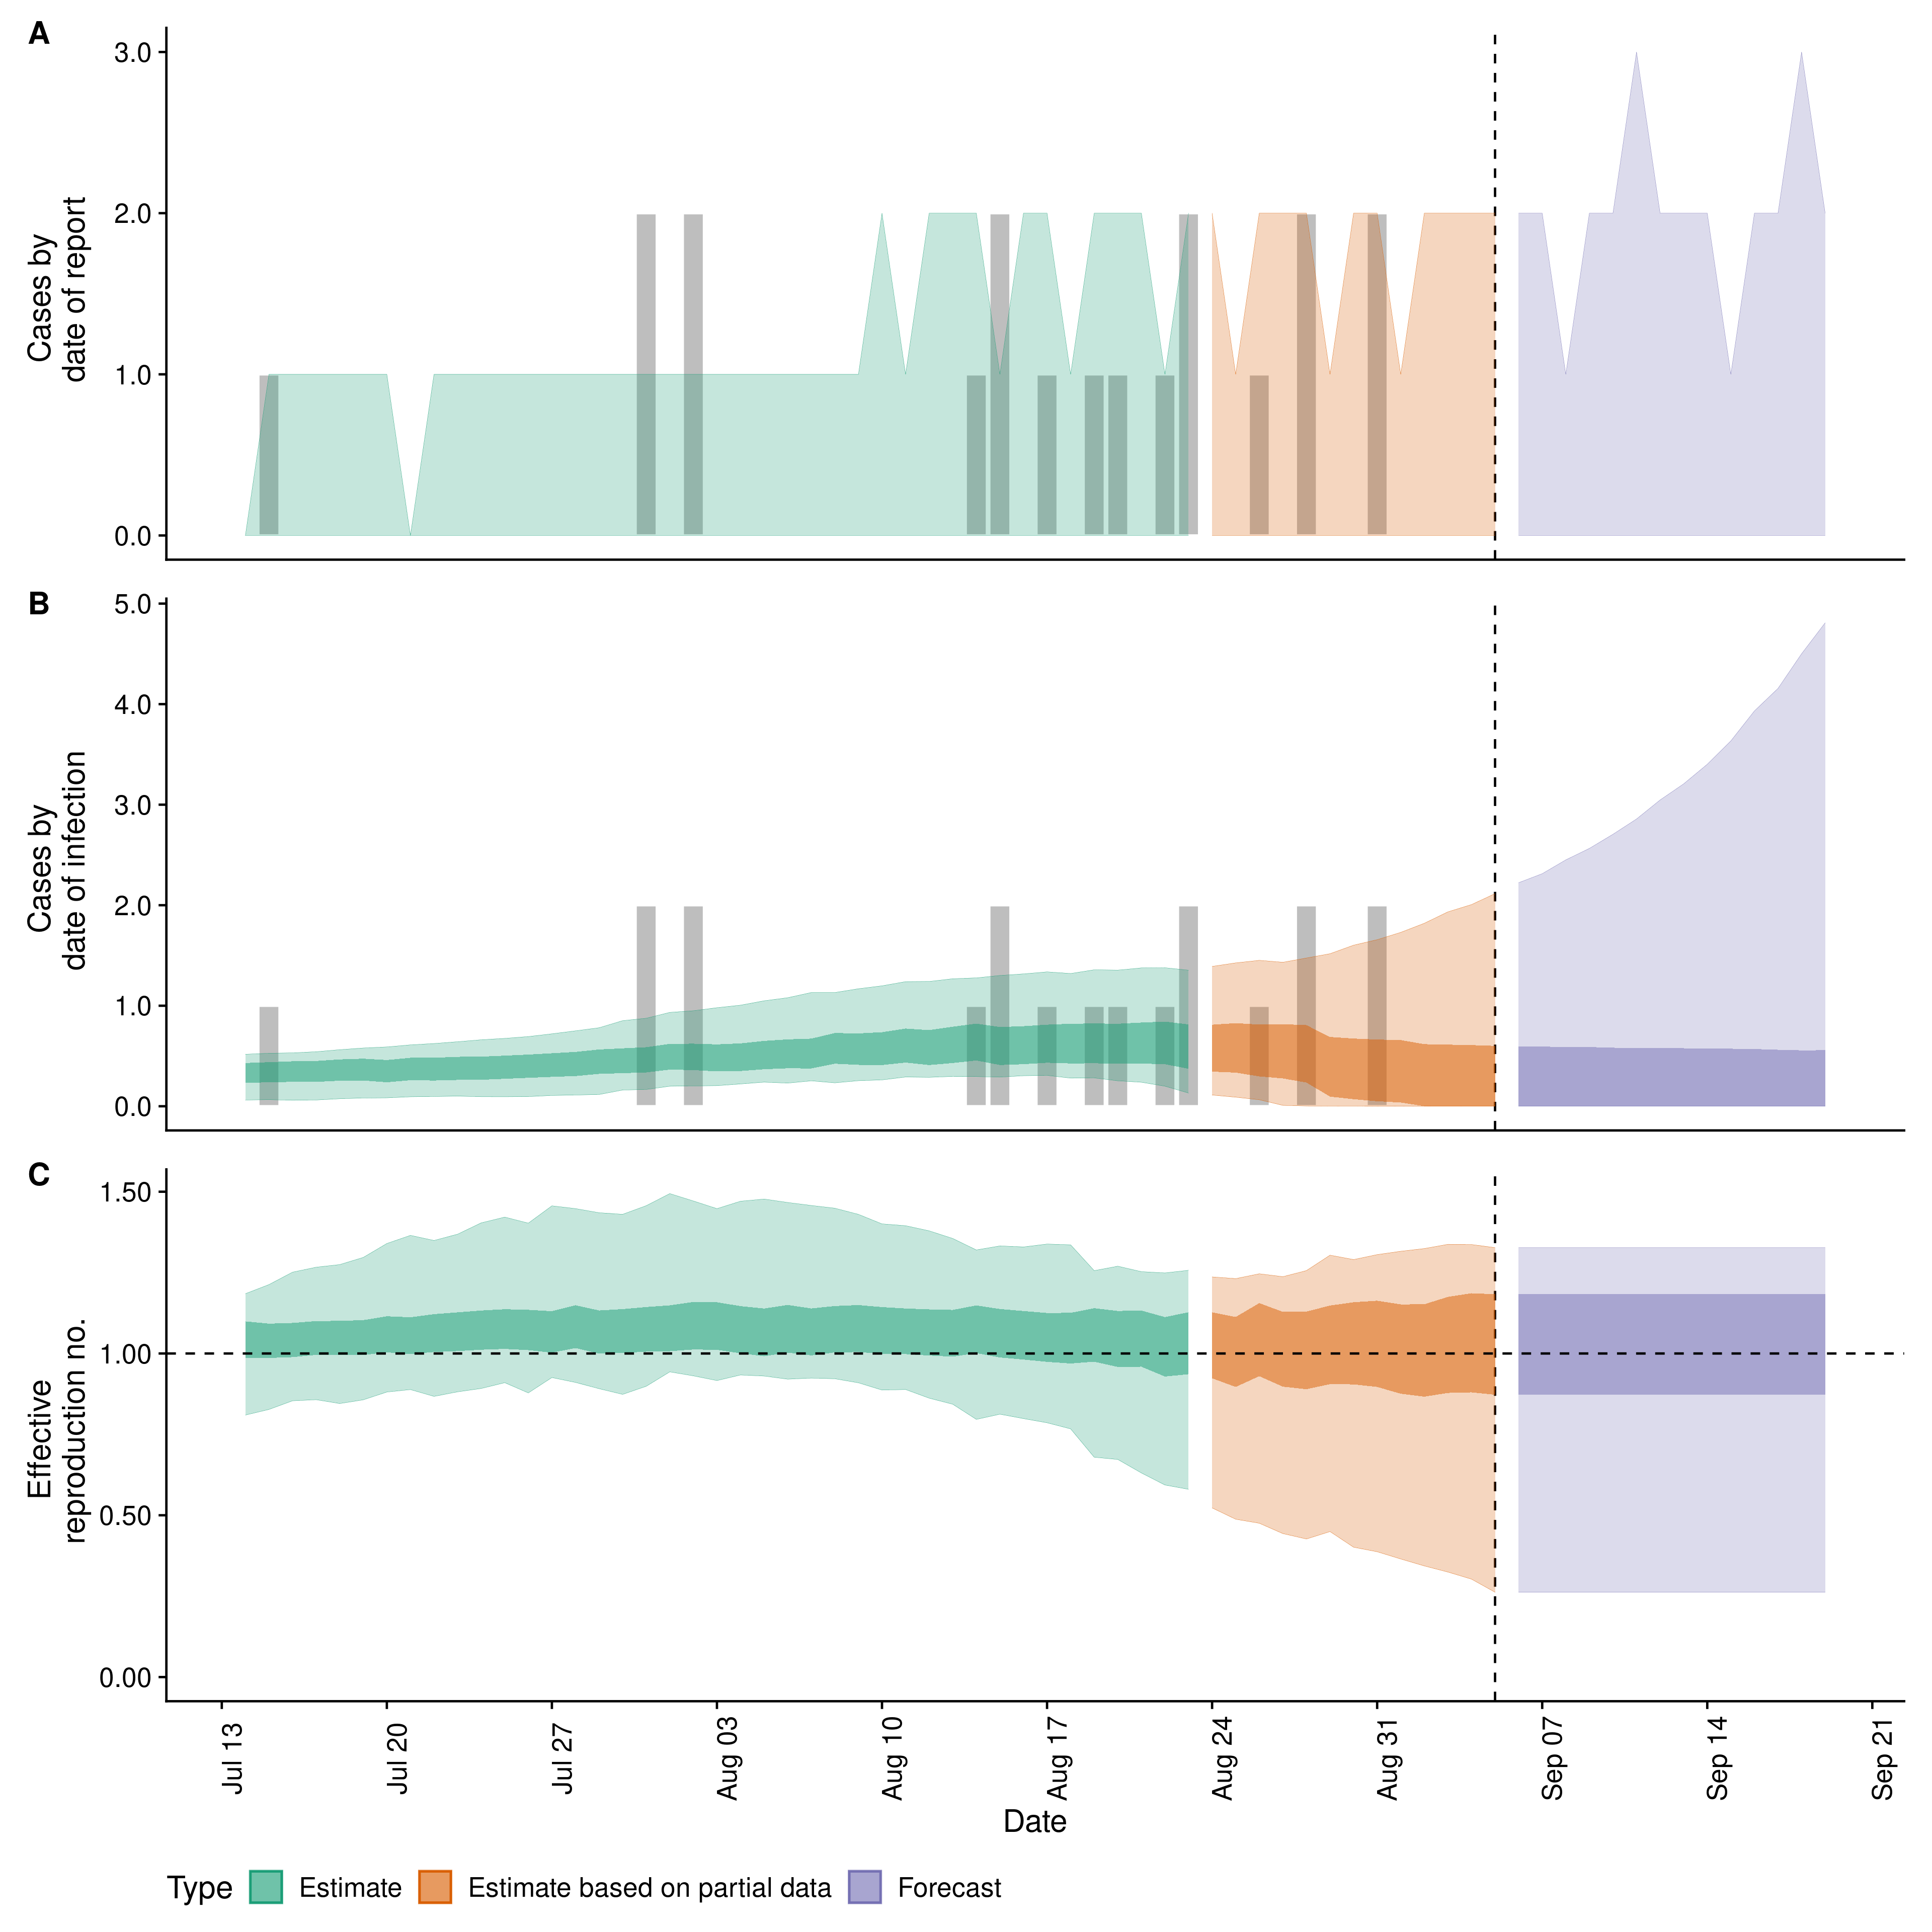 A
Cases by
date of report
3.0
2.0
1.0
0.0
B
Cases by
date of infection
5.0
4.0
3.0
2.0
1.0
0.0
C
Effective
reproduction no.
1.50
1.00
0.50
0.00
Jul 13
Jul 20
Jul 27
Aug 03
Aug 10
Aug 17
Aug 24
Aug 31
Sep 07
Sep 14
Sep 21
Date
Type Estimate Estimate based on partial data Forecast